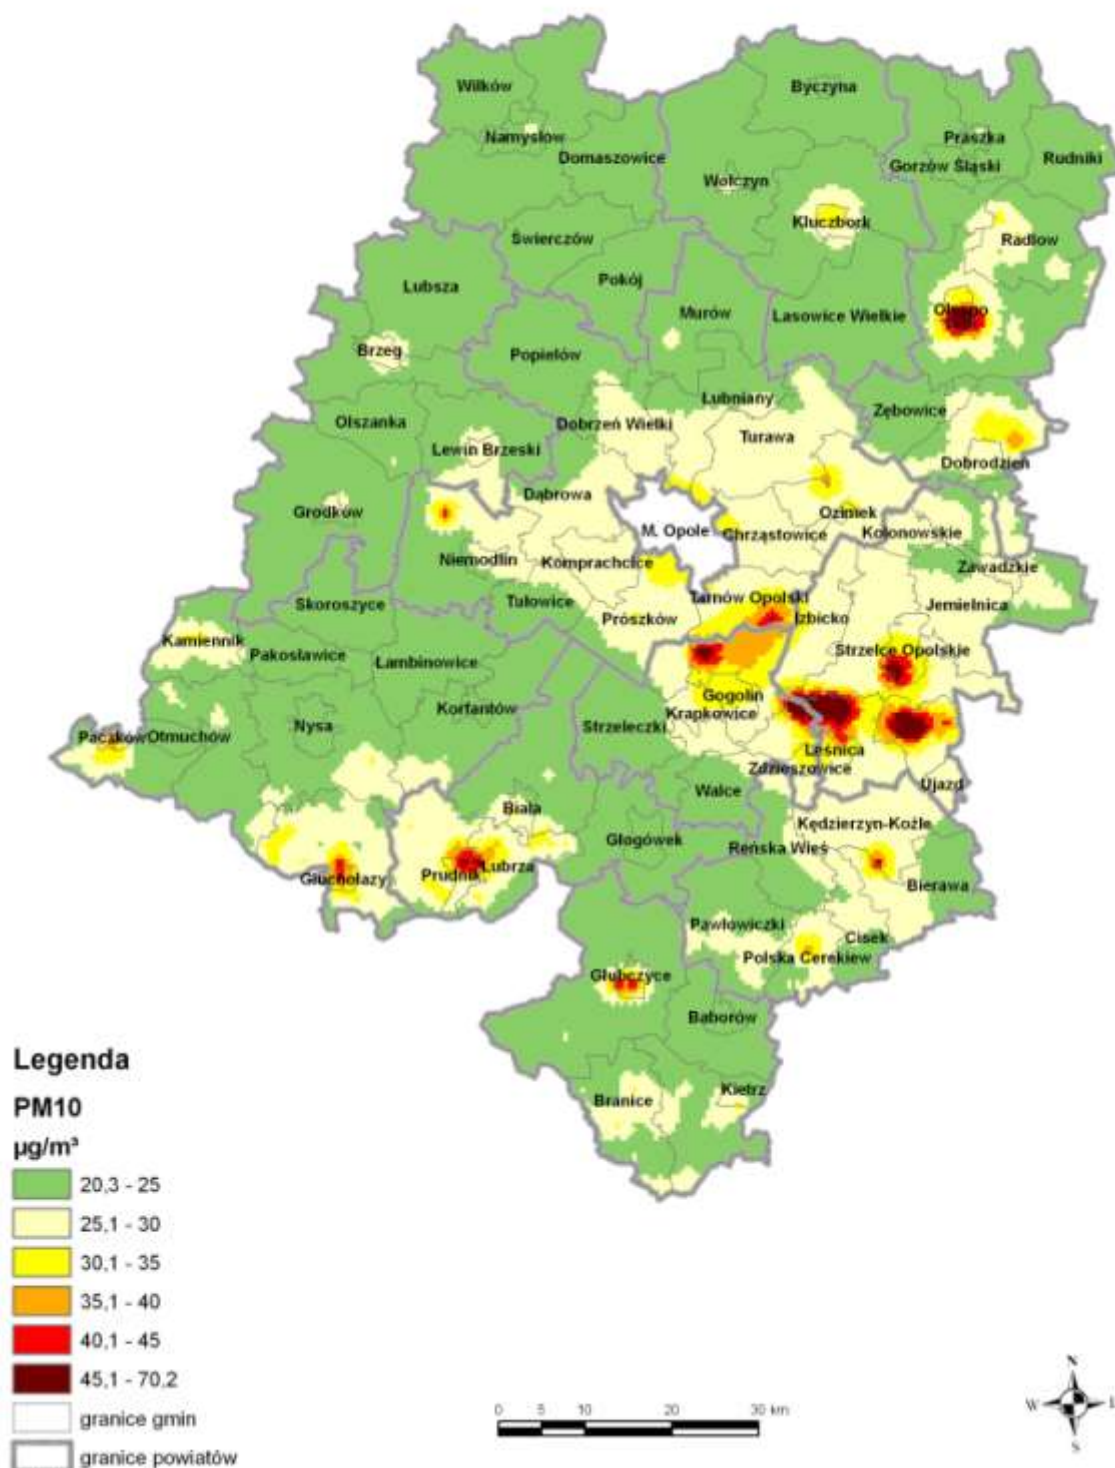 Wilków
Byczyna
Namysłów
Praszka
Domaszowice
Gorzów Śląski
Rudniki
Wołczyn
Kluczbork
Radłow
Świerczów
Pokój
Lubsza
Murów
Lasowice Wielkie
Olesno
Brzeg
Popielów
Łubniany
Zębowice
Olszanka
Dobrzeń Wielki
Turawa
Lewin Brzeski
Dobrodzień
Dąbrowa
Grodków
Ozimek
M. Opole
Chrząstowice
Kolonowskie
Niemodlin
Komprachcice
Zawadzkie
Skoroszyce
Tułowice
Tarnów Opolski
Jemielnica
Prószków
Izbicko
Kamiennik
Pakosławice
Łambinowice
Strzelce Opolskie
Gogolin
Korfantów
Krapkowice
Nysa
Strzeleczki
Paczków
Otmuchów
Leśnica
Zdzieszowice
Ujazd
Walce
Biała
Kędzierzyn-Koźle
Głogówek
Reńska Wieś
Lubrza
Prudnik
Głuchołazy
Bierawa
Pawłowiczki
Cisek
Polska Cerekiew
Głubczyce
Baborów
Kietrz
Branice
Legenda
PM10
µg/m³
20,3 - 25
25,1 - 30
30,1 - 35
35,1 - 40
40,1 - 45
45,1 - 70,2
granice gmin
granice powiatów
0 5 10 20 30 km
N
W E
S